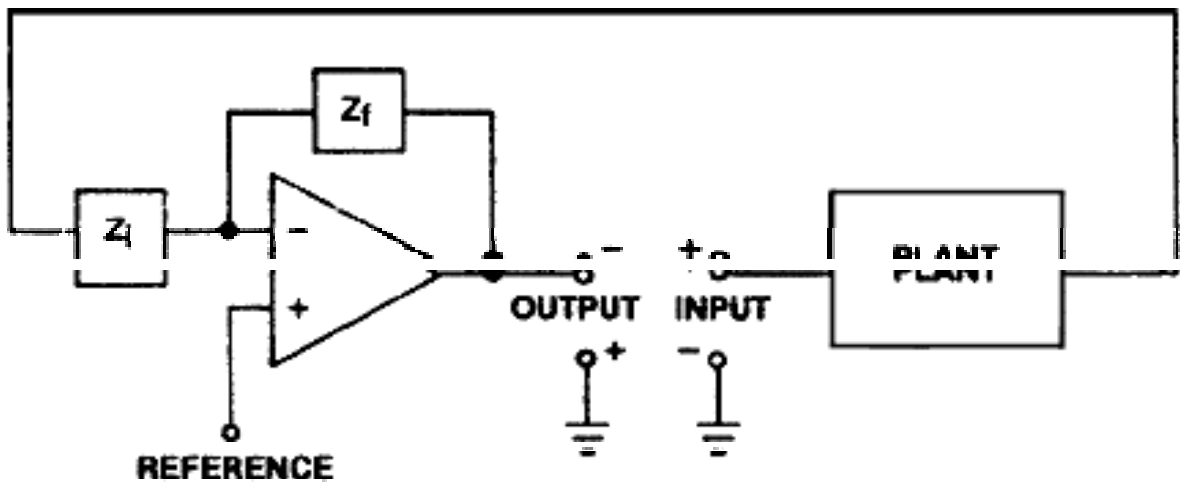 Zf
Zi
PLANT
-
+
-
+
OUTPUT
INPUT
+
-
REFERENCE